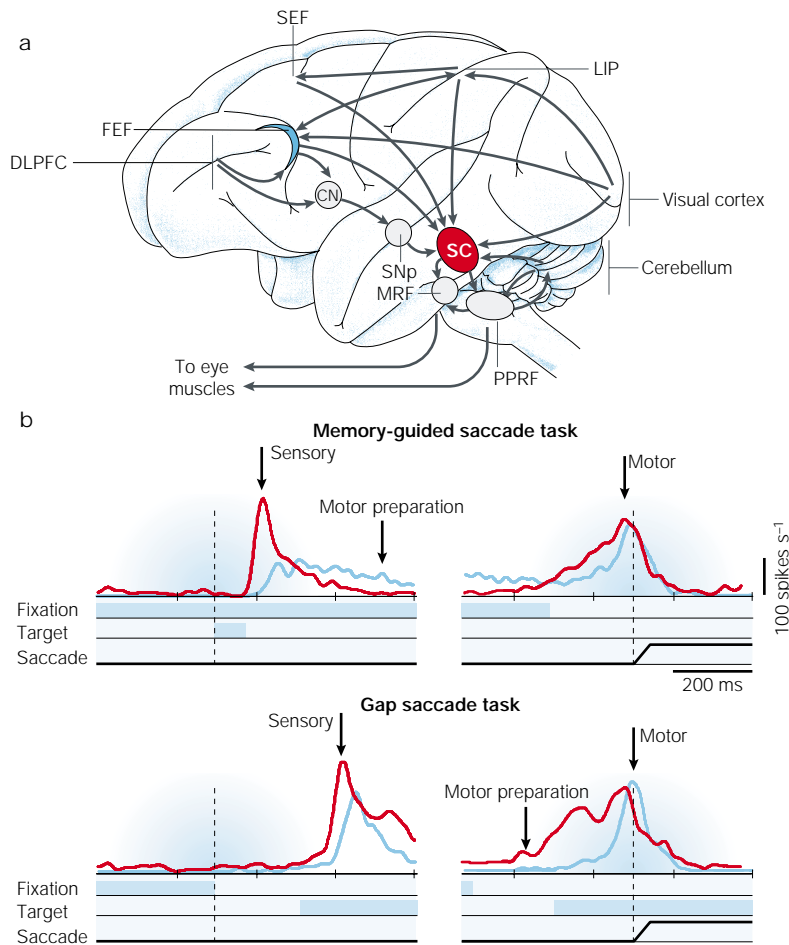 a
SEF
LIP
FEF
DLPFC
CN
Visual cortex
SC
SNp
Cerebellum
MRF
To eye
muscles
PPRF
b
Memory-guided saccade task
Sensory
Motor
Motor preparation
100 spikes s⁻¹
Fixation
Target
Saccade
200 ms
Gap saccade task
Sensory
Motor
Motor preparation
Fixation
Target
Saccade